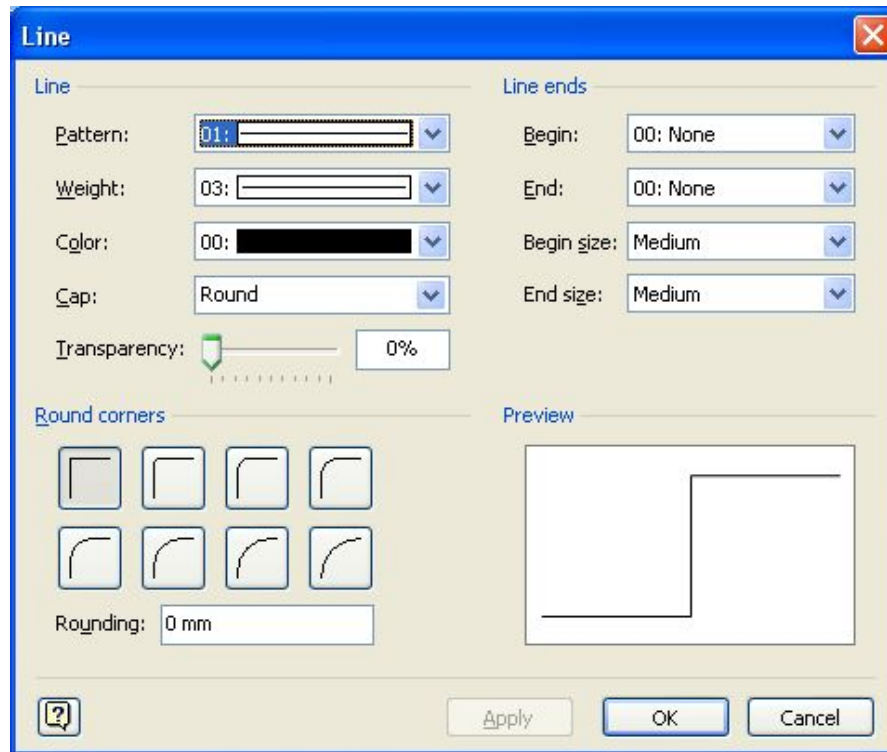 Line
Line
Pattern: 01:
Weight: 03:
Color: 00:
Cap: Round
Transparency: 0%
Line ends
Begin: 00: None
End: 00: None
Begin size: Medium
End size: Medium
Round corners
Rounding: 0 mm
Preview
?
Apply
OK
Cancel